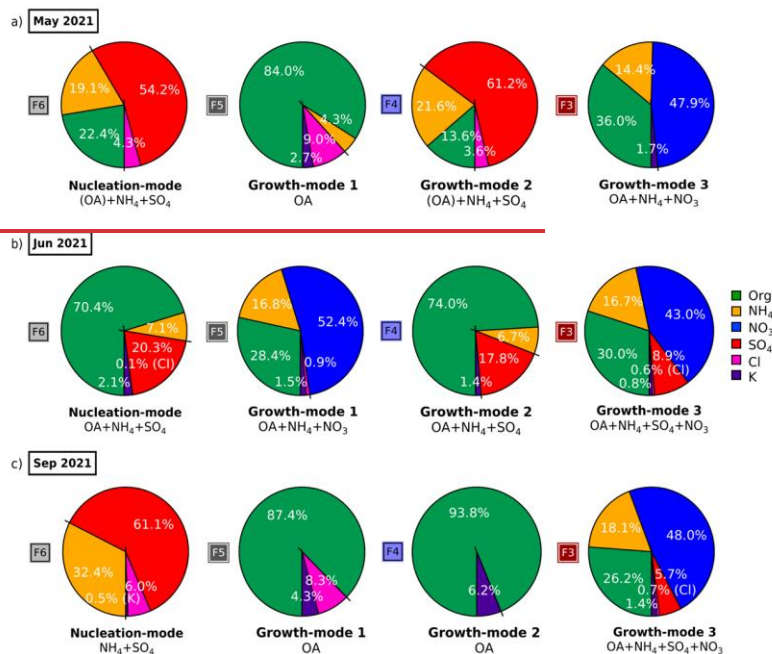 a) May 2021
F6
54.2%
19.1%
22.4%
4.3%
Nucleation-mode
(OA)+NH₄+SO₄
F5
84.0%
4.3%
9.0%
2.7%
Growth-mode 1
OA
F4
61.2%
21.6%
13.6%
3.6%
Growth-mode 2
(OA)+NH₄+SO₄
F3
14.4%
47.9%
36.0%
1.7%
Growth-mode 3
OA+NH₄+NO₃
b) Jun 2021
F6
70.4%
7.1%
20.3%
0.1% (Cl)
2.1%
Nucleation-mode
OA+NH₄+SO₄
F5
16.8%
52.4%
28.4%
0.9%
1.5%
Growth-mode 1
OA+NH₄+NO₃
F4
74.0%
6.7%
17.8%
1.4%
Growth-mode 2
OA+NH₄+SO₄
F3
16.7%
43.0%
30.0%
8.9%
0.6% (Cl)
0.8%
Growth-mode 3
OA+NH₄+SO₄+NO₃
Org
NH₄
NO₃
SO₄
Cl
K
c) Sep 2021
F6
61.1%
32.4%
6.0%
0.5% (K)
Nucleation-mode
NH₄+SO₄
F5
87.4%
8.3%
4.3%
Growth-mode 1
OA
F4
93.8%
6.2%
Growth-mode 2
OA
F3
18.1%
48.0%
26.2%
5.7%
0.7% (Cl)
1.4%
Growth-mode 3
OA+NH₄+SO₄+NO₃